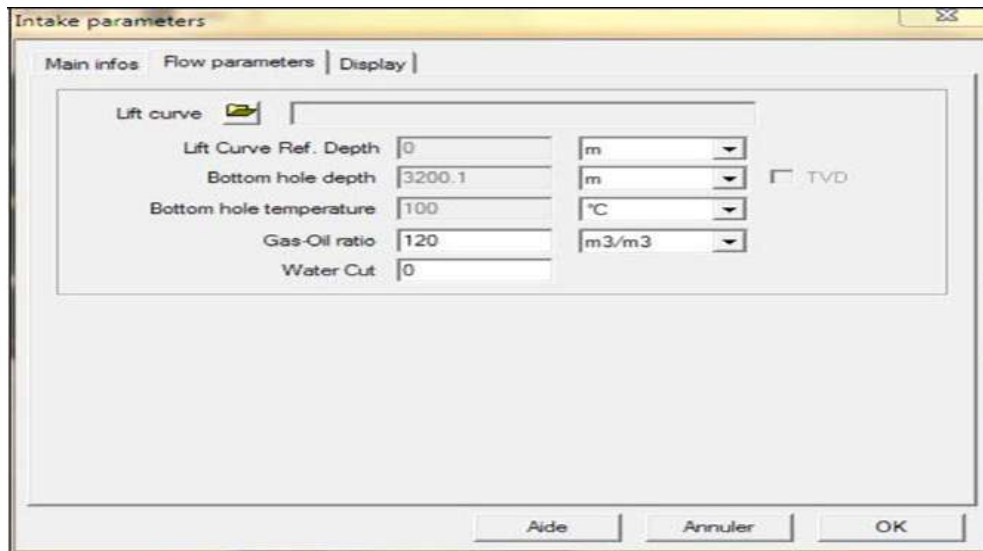 Intake parameters
Main infos Flow parameters Display
Lift curve
Lift Curve Ref. Depth 0 m
Bottom hole depth 3200.1 m TVD
Bottom hole temperature 100 °C
Gas-Oil ratio 120 m3/m3
Water Cut 0
Aide Annuler OK